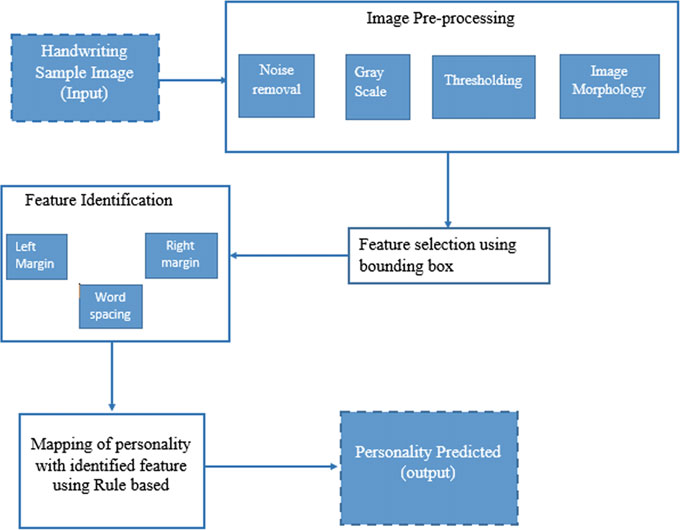 Handwriting
Sample Image
(Input)
Image Pre-processing
Noise
removal
Gray
Scale
Thresholding
Image
Morphology
Feature selection using
bounding box
Feature Identification
Left
Margin
Right
margin
Word
spacing
Mapping of personality
with identified feature
using Rule based
Personality Predicted
(output)